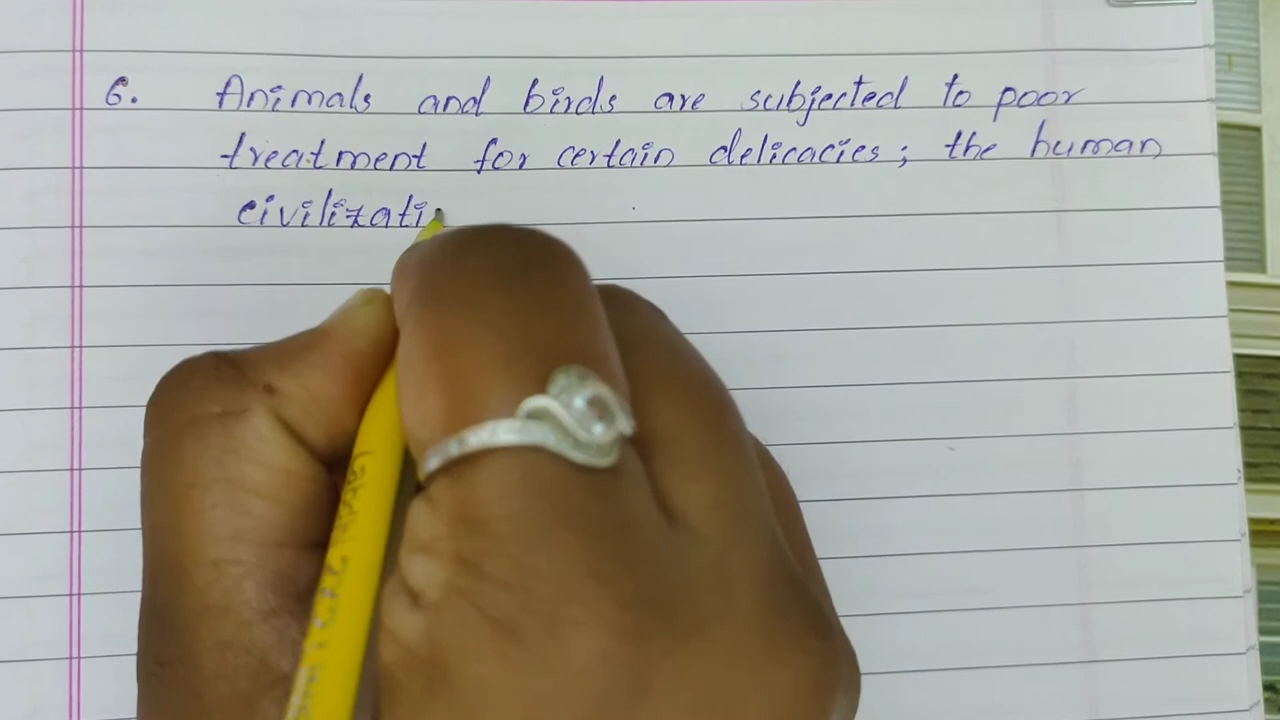 6. Animals and birds are subjected to poor
treatment for certain delicacies; the human
civilizati